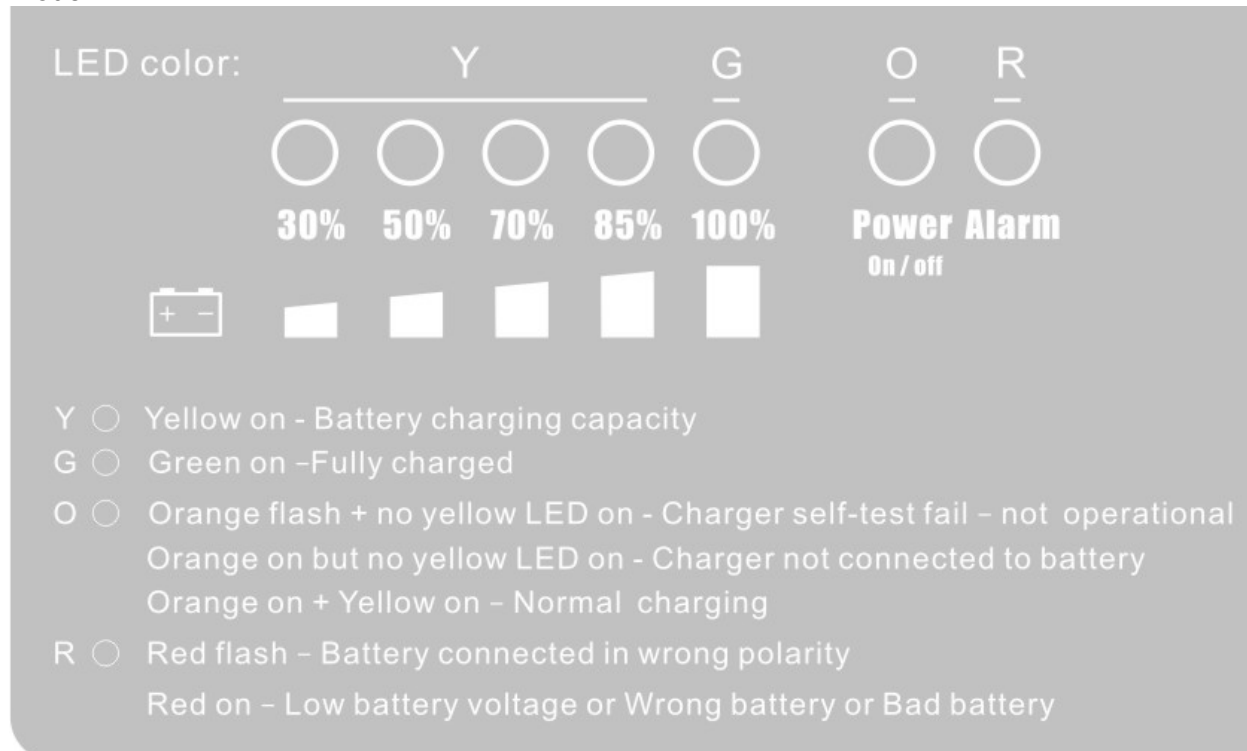 LED color: Y G O R
30% 50% 70% 85% 100% Power Alarm
On / off
+ -
Y Yellow on - Battery charging capacity
G Green on –Fully charged
O Orange flash + no yellow LED on - Charger self-test fail – not operational
Orange on but no yellow LED on - Charger not connected to battery
Orange on + Yellow on – Normal charging
R Red flash – Battery connected in wrong polarity
Red on – Low battery voltage or Wrong battery or Bad battery